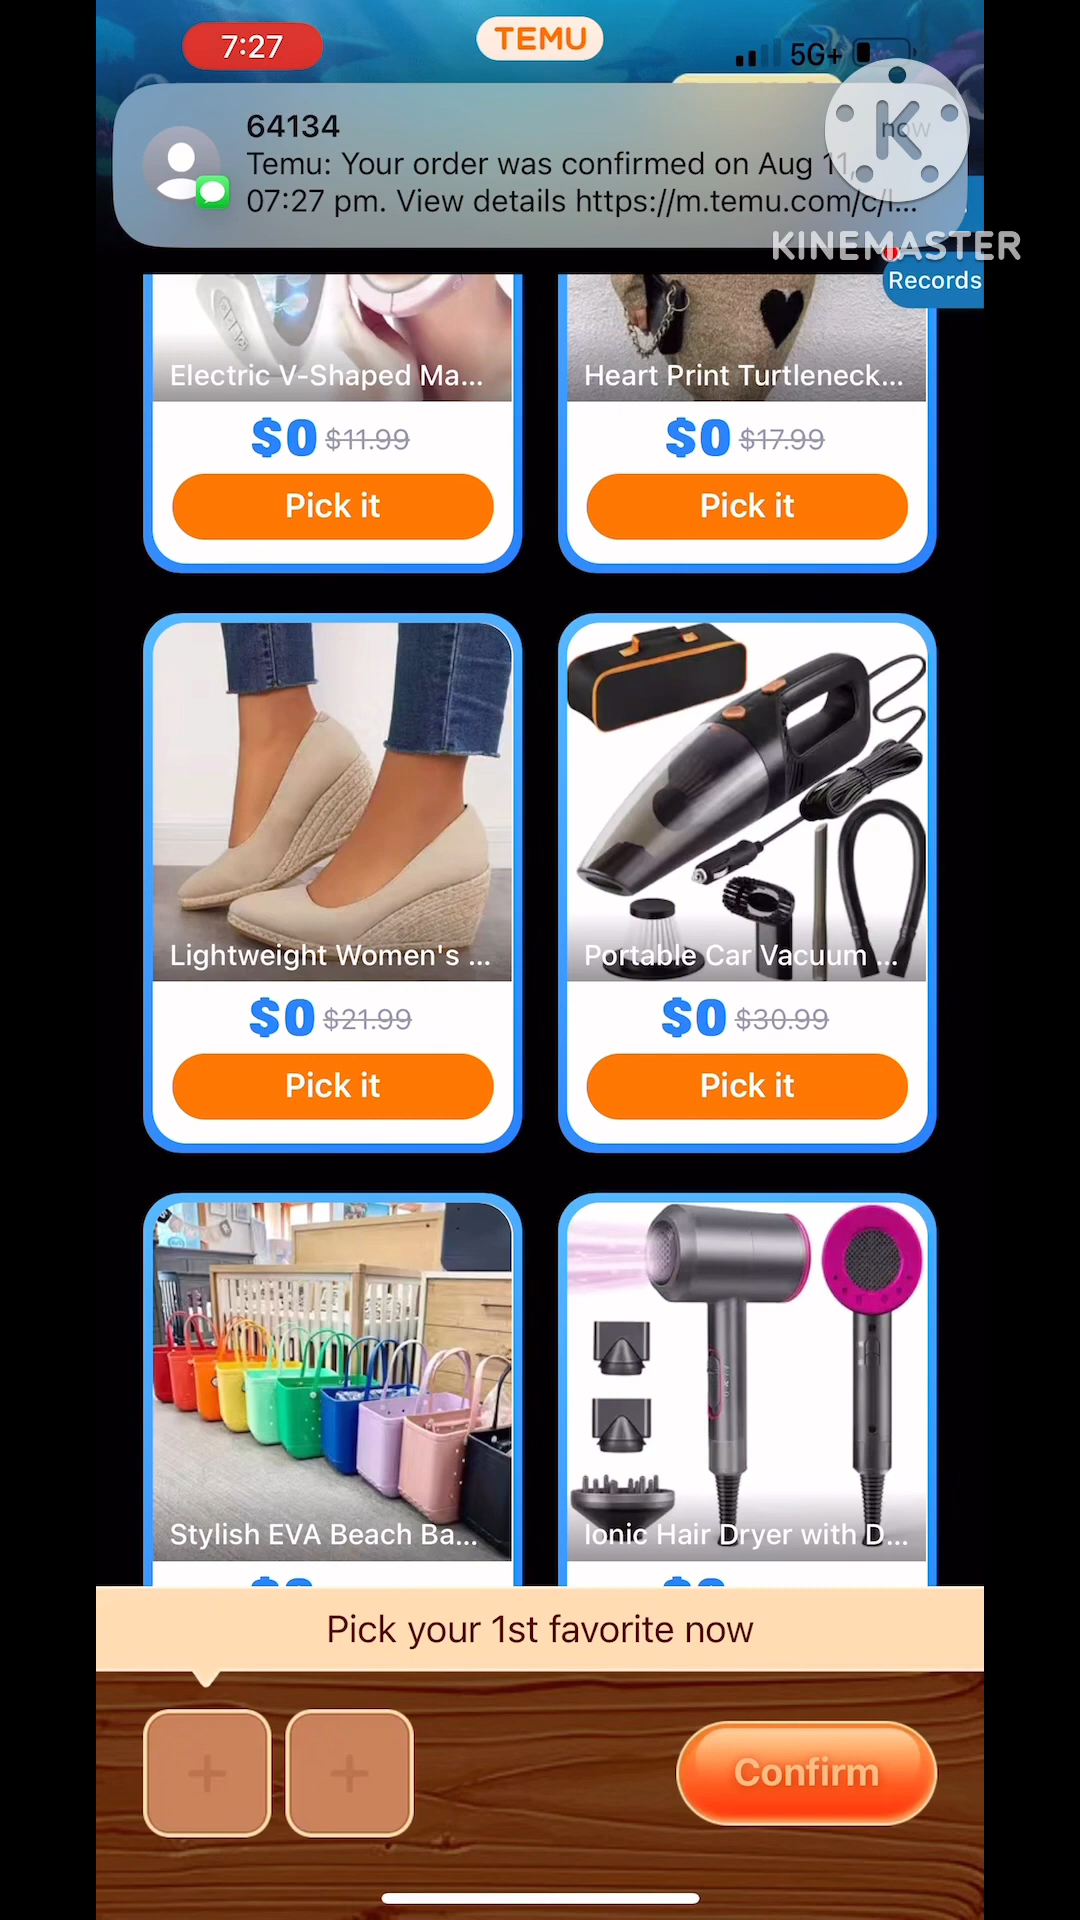 7:27
TEMU
5G+
64134
now
Temu: Your order was confirmed on Aug 11,
07:27 pm. View details https://m.temu.com/c/l...
KINEMASTER
Records
Electric V-Shaped Ma...
Heart Print Turtleneck...
$0 $11.99
$0 $17.99
Pick it
Pick it
Lightweight Women's ...
Portable Car Vacuum ...
$0 $21.99
$0 $30.99
Pick it
Pick it
Stylish EVA Beach Ba...
Ionic Hair Dryer with D...
$0
$0
Pick your 1st favorite now
Confirm